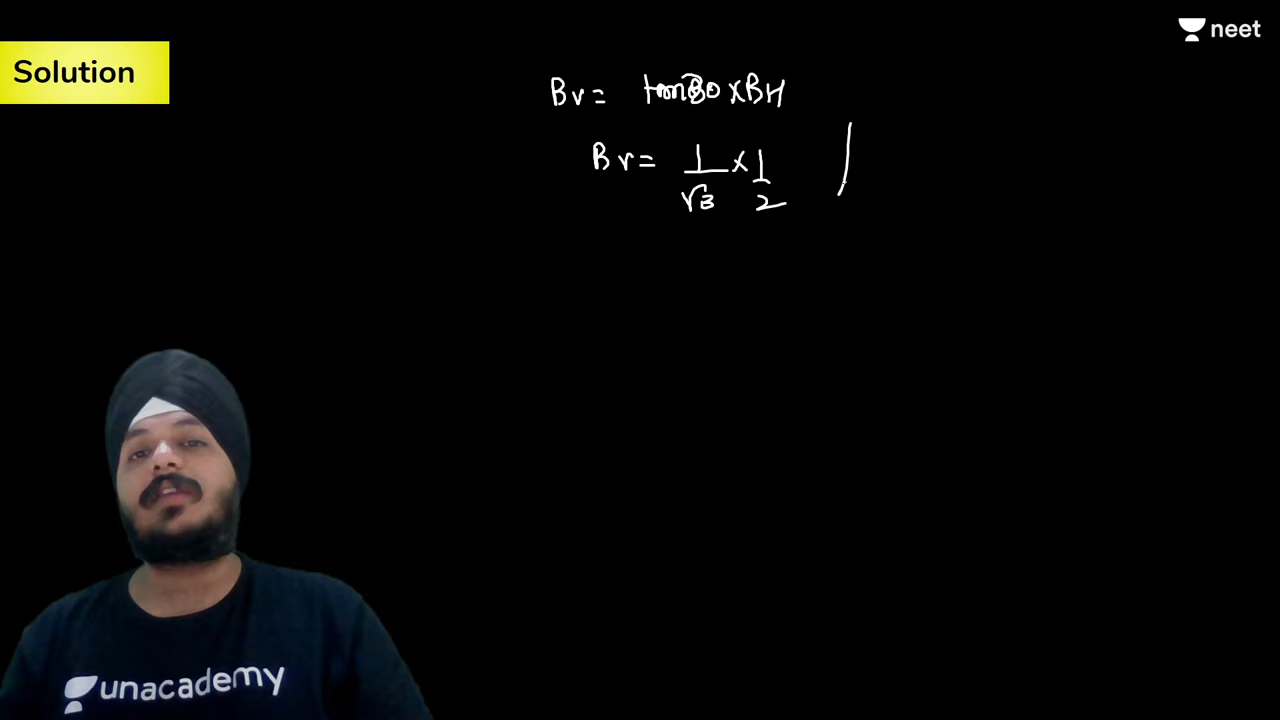 neet
Solution
Bv = tan30 × BH
Bv = 1/√3 × 1/2
unacademy